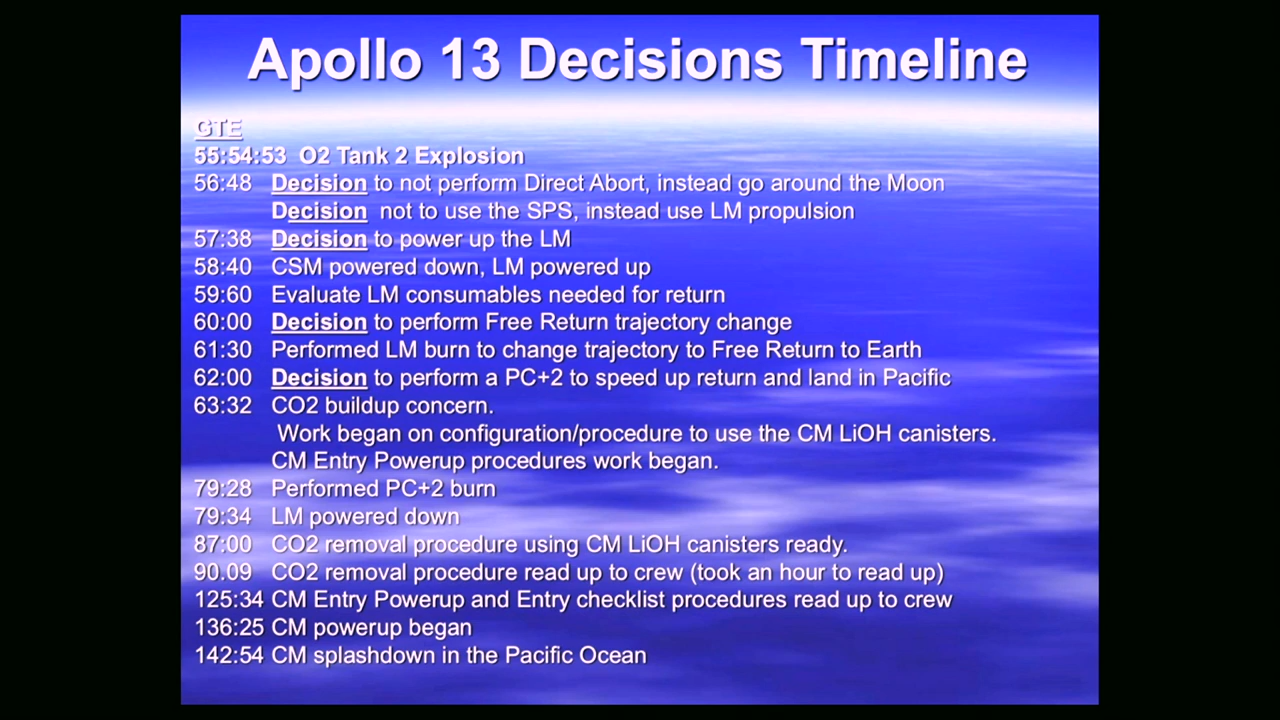 Apollo 13 Decisions Timeline
GTE
55:54:53 O2 Tank 2 Explosion
56:48 Decision to not perform Direct Abort, instead go around the Moon
Decision not to use the SPS, instead use LM propulsion
57:38 Decision to power up the LM
58:40 CSM powered down, LM powered up
59:60 Evaluate LM consumables needed for return
60:00 Decision to perform Free Return trajectory change
61:30 Performed LM burn to change trajectory to Free Return to Earth
62:00 Decision to perform a PC+2 to speed up return and land in Pacific
63:32 CO2 buildup concern.
Work began on configuration/procedure to use the CM LiOH canisters.
CM Entry Powerup procedures work began.
79:28 Performed PC+2 burn
79:34 LM powered down
87:00 CO2 removal procedure using CM LiOH canisters ready.
90.09 CO2 removal procedure read up to crew (took an hour to read up)
125:34 CM Entry Powerup and Entry checklist procedures read up to crew
136:25 CM powerup began
142:54 CM splashdown in the Pacific Ocean